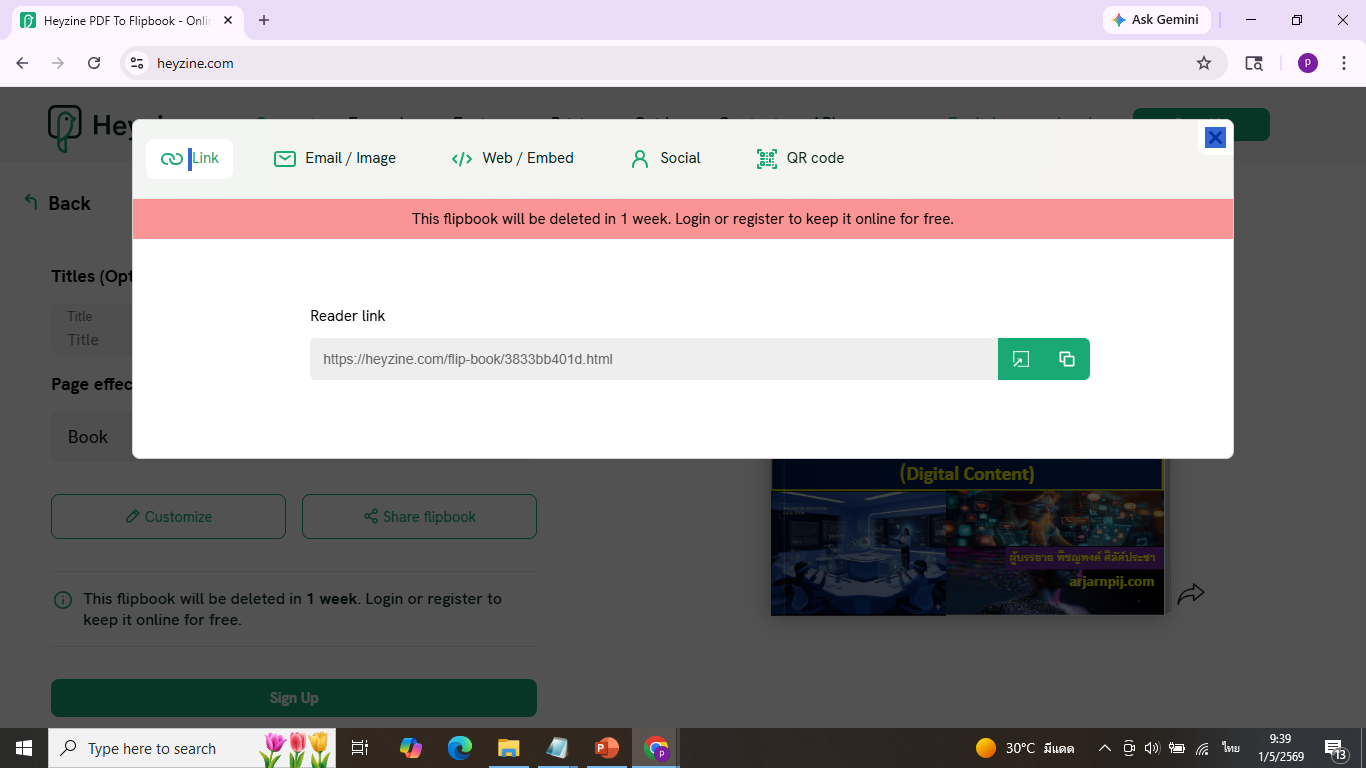 Heyzine PDF To Flipbook - Onli
Ask Gemini
heyzine.com
P
Hey
Link
Email / Image
Web / Embed
Social
QR code
This flipbook will be deleted in 1 week. Login or register to keep it online for free.
Back
Titles (Opt
Title
Title
Reader link
https://heyzine.com/flip-book/3833bb401d.html
Page effec
Book
(Digital Content)
Customize
Share flipbook
ผู้บรรยาย พิชญพงศ์ ศิลัคประชา
arjarnpij.com
This flipbook will be deleted in 1 week. Login or register to
keep it online for free.
Sign Up
Type here to search
30°C มีแดด
ไทย
9:39
1/5/2569
13